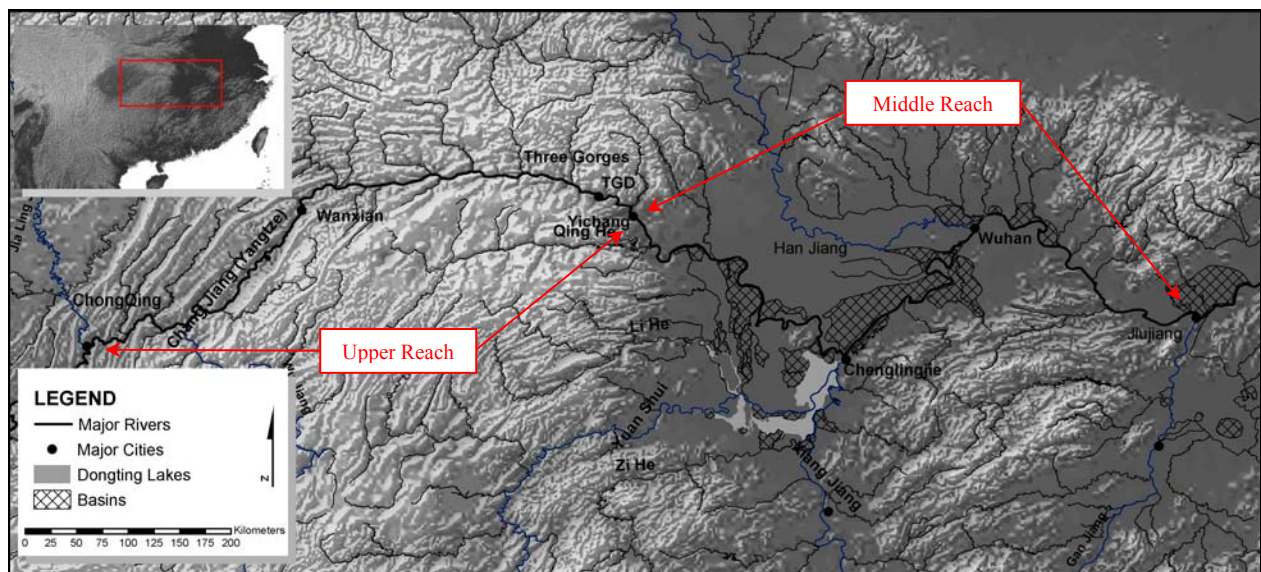 Middle Reach
Three Gorges
TGD
Yichang
Qing He
Wanxian
Jia Ling
Chang Jiang (Yangtze)
Han Jiang
Wuhan
ChongQing
Upper Reach
Li He
Jiujiang
Chenglingjie
Yuan Shui
Zi He
Xiang Jiang
Gan Jiang
LEGEND
Major Rivers
Major Cities
Dongting Lakes
Basins
N
Kilometers
0 25 50 75 100 125 150 175 200